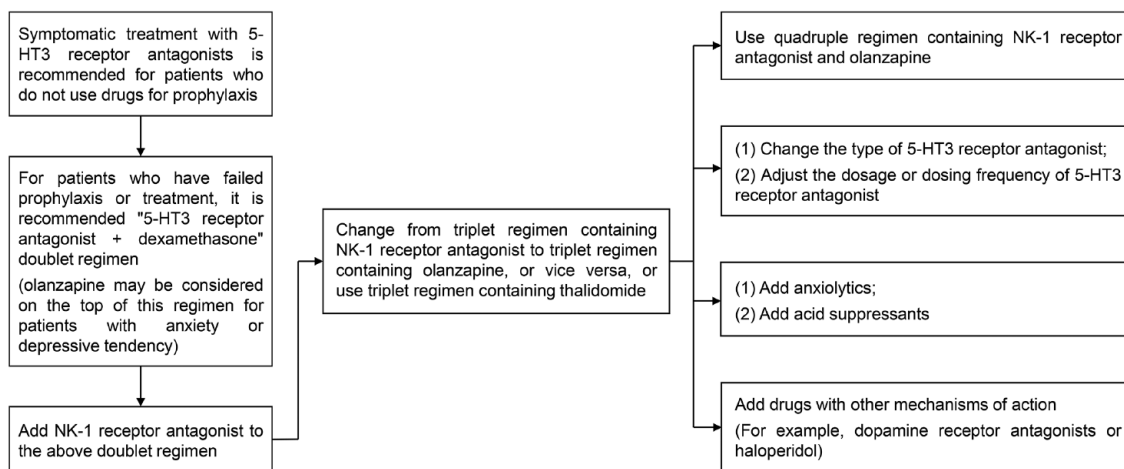 Symptomatic treatment with 5-
HT3 receptor antagonists is
recommended for patients who
do not use drugs for prophylaxis
For patients who have failed
prophylaxis or treatment, it is
recommended "5-HT3 receptor
antagonist + dexamethasone"
doublet regimen
(olanzapine may be considered
on the top of this regimen for
patients with anxiety or
depressive tendency)
Add NK-1 receptor antagonist to
the above doublet regimen
Change from triplet regimen containing
NK-1 receptor antagonist to triplet regimen
containing olanzapine, or vice versa, or
use triplet regimen containing thalidomide
Use quadruple regimen containing NK-1 receptor
antagonist and olanzapine
(1) Change the type of 5-HT3 receptor antagonist;
(2) Adjust the dosage or dosing frequency of 5-HT3
receptor antagonist
(1) Add anxiolytics;
(2) Add acid suppressants
Add drugs with other mechanisms of action
(For example, dopamine receptor antagonists or
haloperidol)